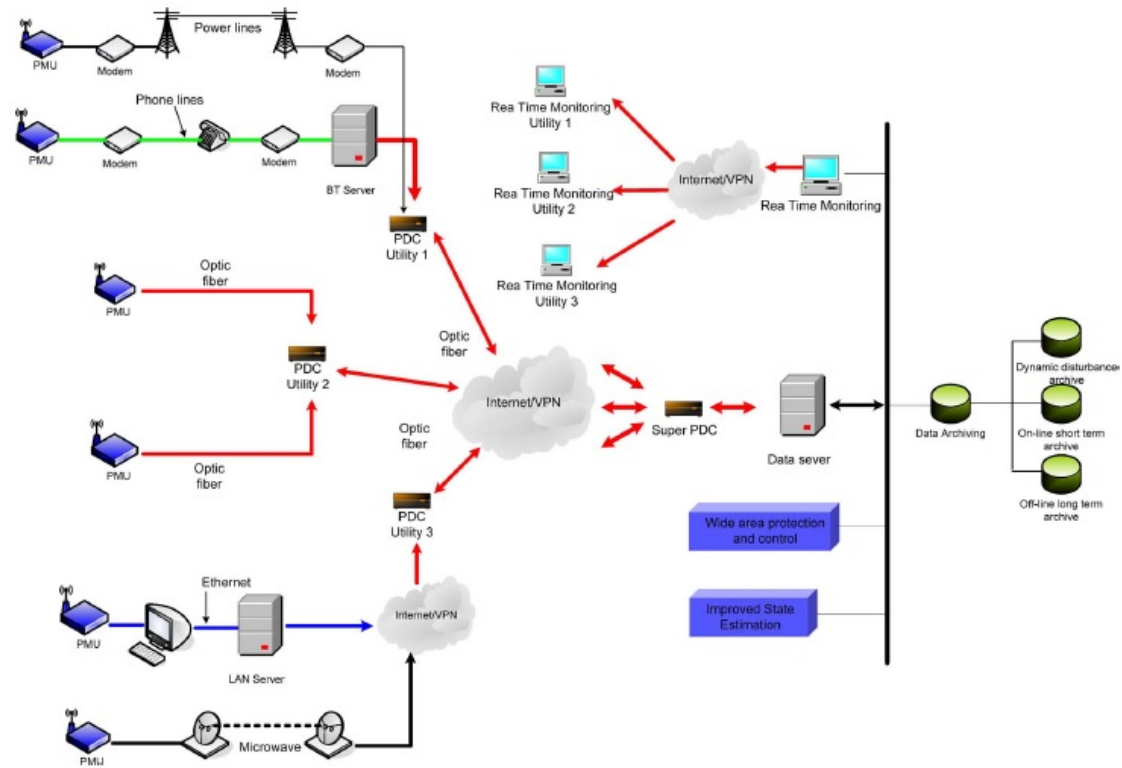 Power lines
PMU
Modem
Modem
Phone lines
PMU
Modem
Modem
BT Server
PDC
Utility 1
Rea Time Monitoring
Utility 1
Rea Time Monitoring
Utility 2
Rea Time Monitoring
Utility 3
Internet/VPN
Rea Time Monitoring
Optic
fiber
PMU
PDC
Utility 2
Optic
fiber
PMU
Optic
fiber
Internet/VPN
Optic
fiber
Super PDC
Data sever
Data Archiving
Dynamic disturbance
archive
On-line short term
archive
Off-line long term
archive
PDC
Utility 3
Wide area protection
and control
Improved State
Estimation
Ethernet
PMU
LAN Server
Internet/VPN
PMU
Microwave